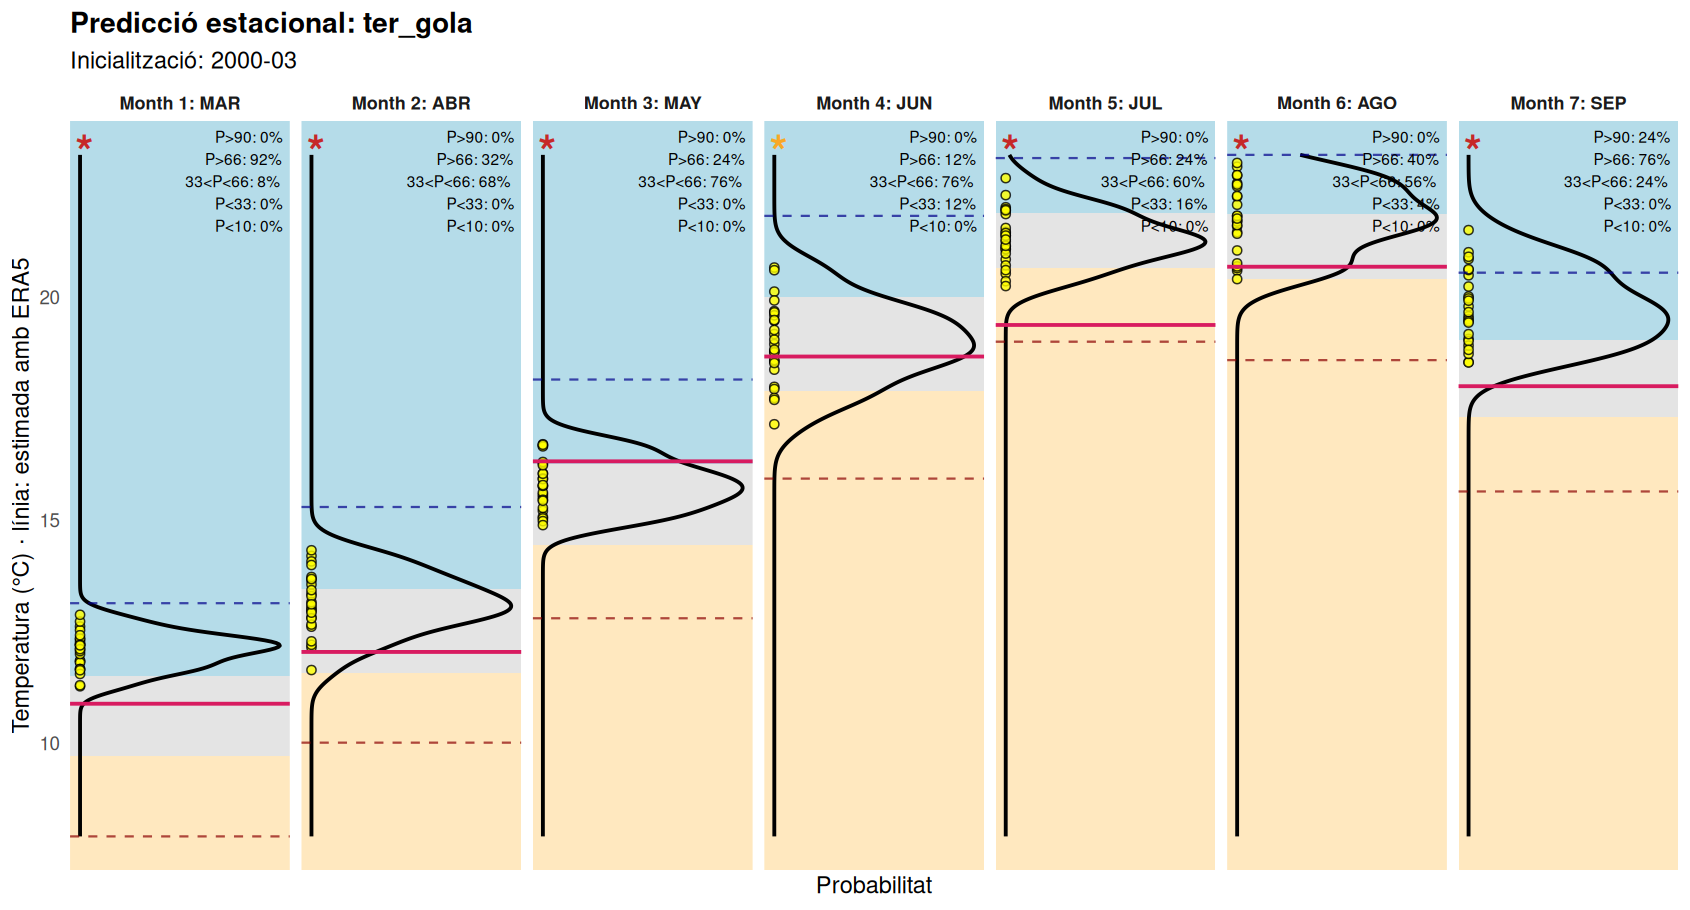 Predicció estacional: ter_gola
Inicialització: 2000-03
Month 1: MAR
Month 2: ABR
Month 3: MAY
Month 4: JUN
Month 5: JUL
Month 6: AGO
Month 7: SEP
*
P>90: 0%
P>66: 92%
33<P<66: 8%
P<33: 0%
P<10: 0%
*
P>90: 0%
P>66: 32%
33<P<66: 68%
P<33: 0%
P<10: 0%
*
P>90: 0%
P>66: 24%
33<P<66: 76%
P<33: 0%
P<10: 0%
*
P>90: 0%
P>66: 12%
33<P<66: 76%
P<33: 12%
P<10: 0%
*
P>90: 0%
P>66: 24%
33<P<66: 60%
P<33: 16%
P<10: 0%
*
P>90: 0%
P>66: 40%
33<P<66: 56%
P<33: 4%
P<10: 0%
*
P>90: 24%
P>66: 76%
33<P<66: 24%
P<33: 0%
P<10: 0%
Temperatura (°C) · línia: estimada amb ERA5
20
15
10
Probabilitat